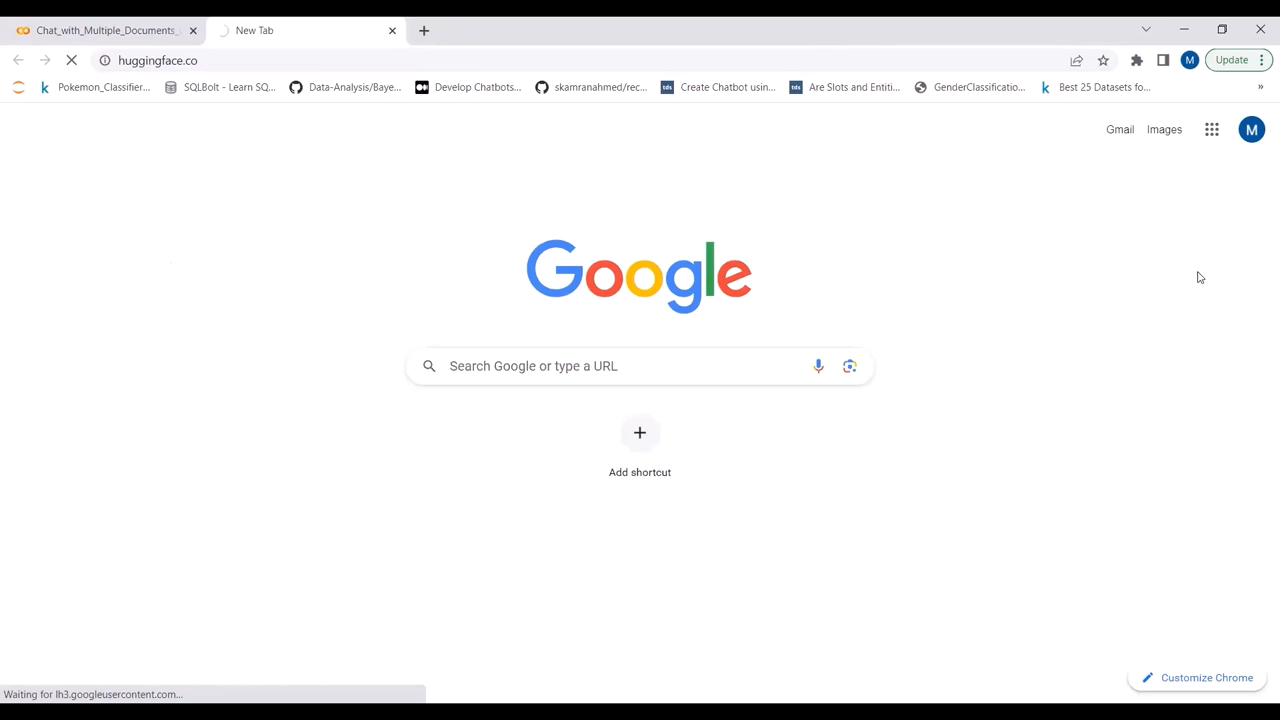 Chat_with_Multiple_Documents_
New Tab
huggingface.co
M
Update
Pokemon_Classifier...
SQLBolt - Learn SQ...
Data-Analysis/Baye...
Develop Chatbots...
skamranahmed/rec...
tds
Create Chatbot usin...
tds
Are Slots and Entiti...
GenderClassificatio...
k
Best 25 Datasets fo...
»
Gmail
Images
M
Google
Search Google or type a URL
Add shortcut
Customize Chrome
Waiting for lh3.googleusercontent.com...